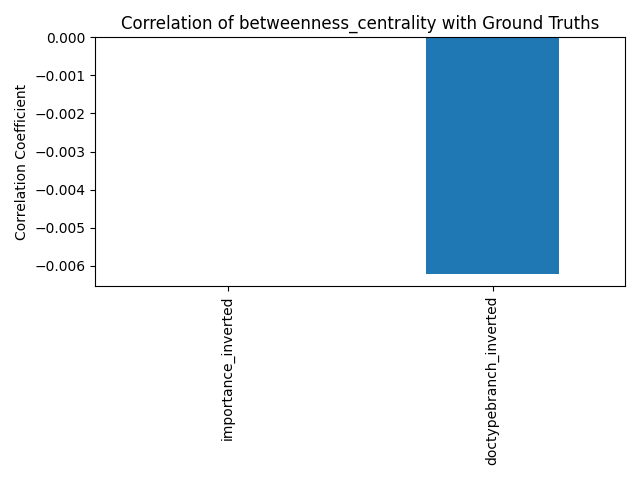 Correlation of betweenness_centrality with Ground Truths
Correlation Coefficient
0.000
−0.001
−0.002
−0.003
−0.004
−0.005
−0.006
importance_inverted
doctypebranch_inverted